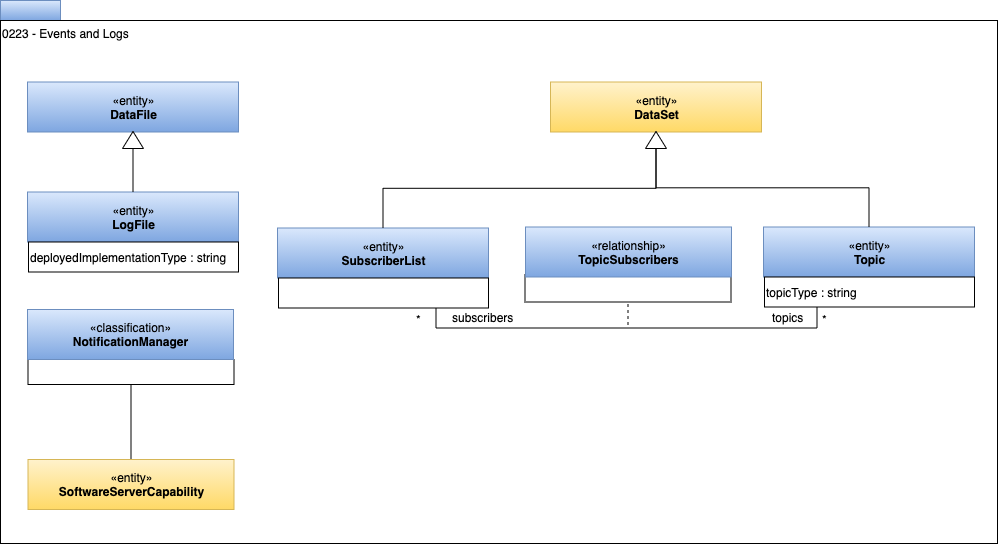 0223 - Events and Logs
«entity»
DataFile
«entity»
DataSet
«entity»
LogFile
deployedImplementationType : string
«entity»
SubscriberList
«relationship»
TopicSubscribers
«entity»
Topic
topicType : string
* subscribers
topics *
«classification»
NotificationManager
«entity»
SoftwareServerCapability